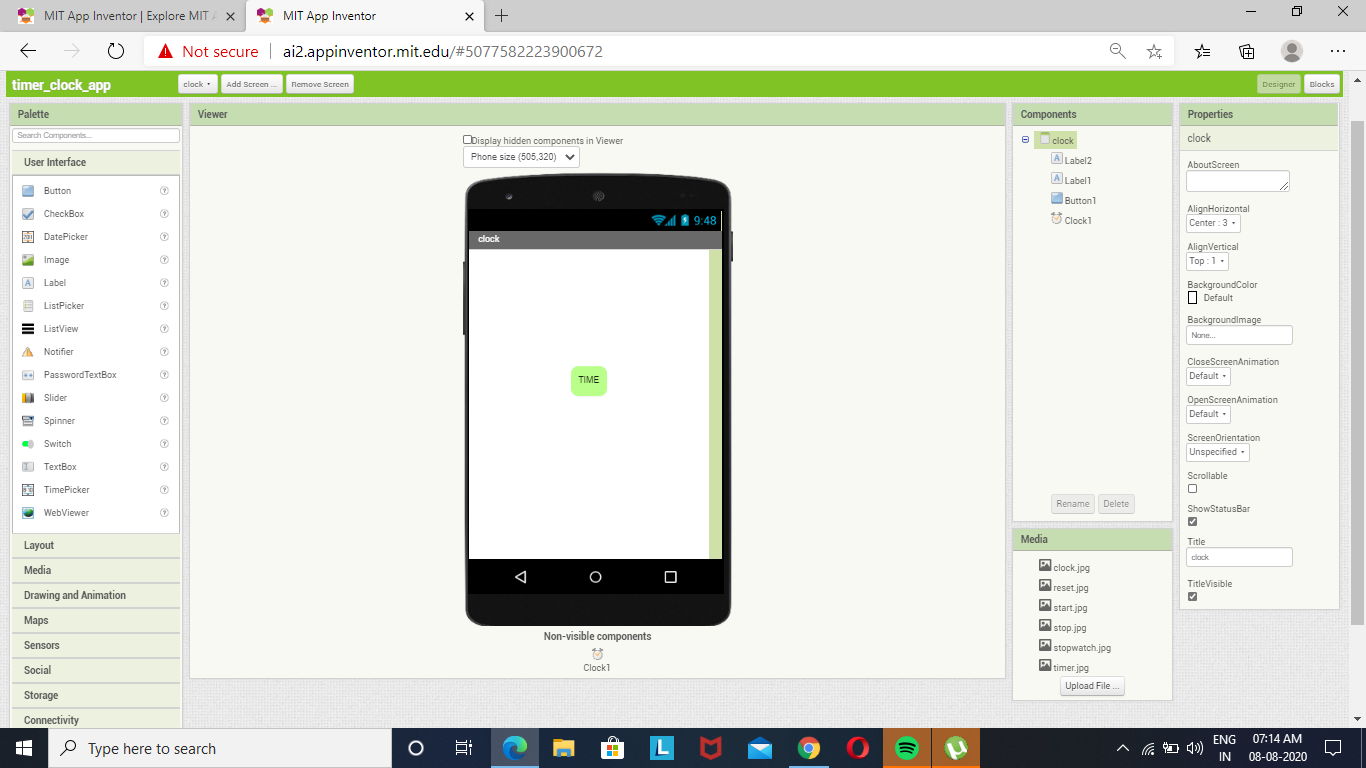 MIT App Inventor | Explore MIT A
MIT App Inventor
Not secure
ai2.appinventor.mit.edu/#5077582223900672
timer_clock_app
clock
Add Screen ...
Remove Screen
Designer
Blocks
Palette
Search Components...
User Interface
Button
CheckBox
DatePicker
Image
Label
ListPicker
ListView
Notifier
PasswordTextBox
Slider
Spinner
Switch
TextBox
TimePicker
WebViewer
Layout
Media
Drawing and Animation
Maps
Sensors
Social
Storage
Connectivity
Viewer
Display hidden components in Viewer
Phone size (505,320)
9:48
clock
TIME
Non-visible components
Clock1
Components
clock
Label2
Label1
Button1
Clock1
Rename
Delete
Media
clock.jpg
reset.jpg
start.jpg
stop.jpg
stopwatch.jpg
timer.jpg
Upload File ...
Properties
clock
AboutScreen
AlignHorizontal
Center : 3
AlignVertical
Top : 1
BackgroundColor
Default
BackgroundImage
None...
CloseScreenAnimation
Default
OpenScreenAnimation
Default
ScreenOrientation
Unspecified
Scrollable
ShowStatusBar
Title
clock
TitleVisible
Type here to search
ENG
IN
07:14 AM
08-08-2020